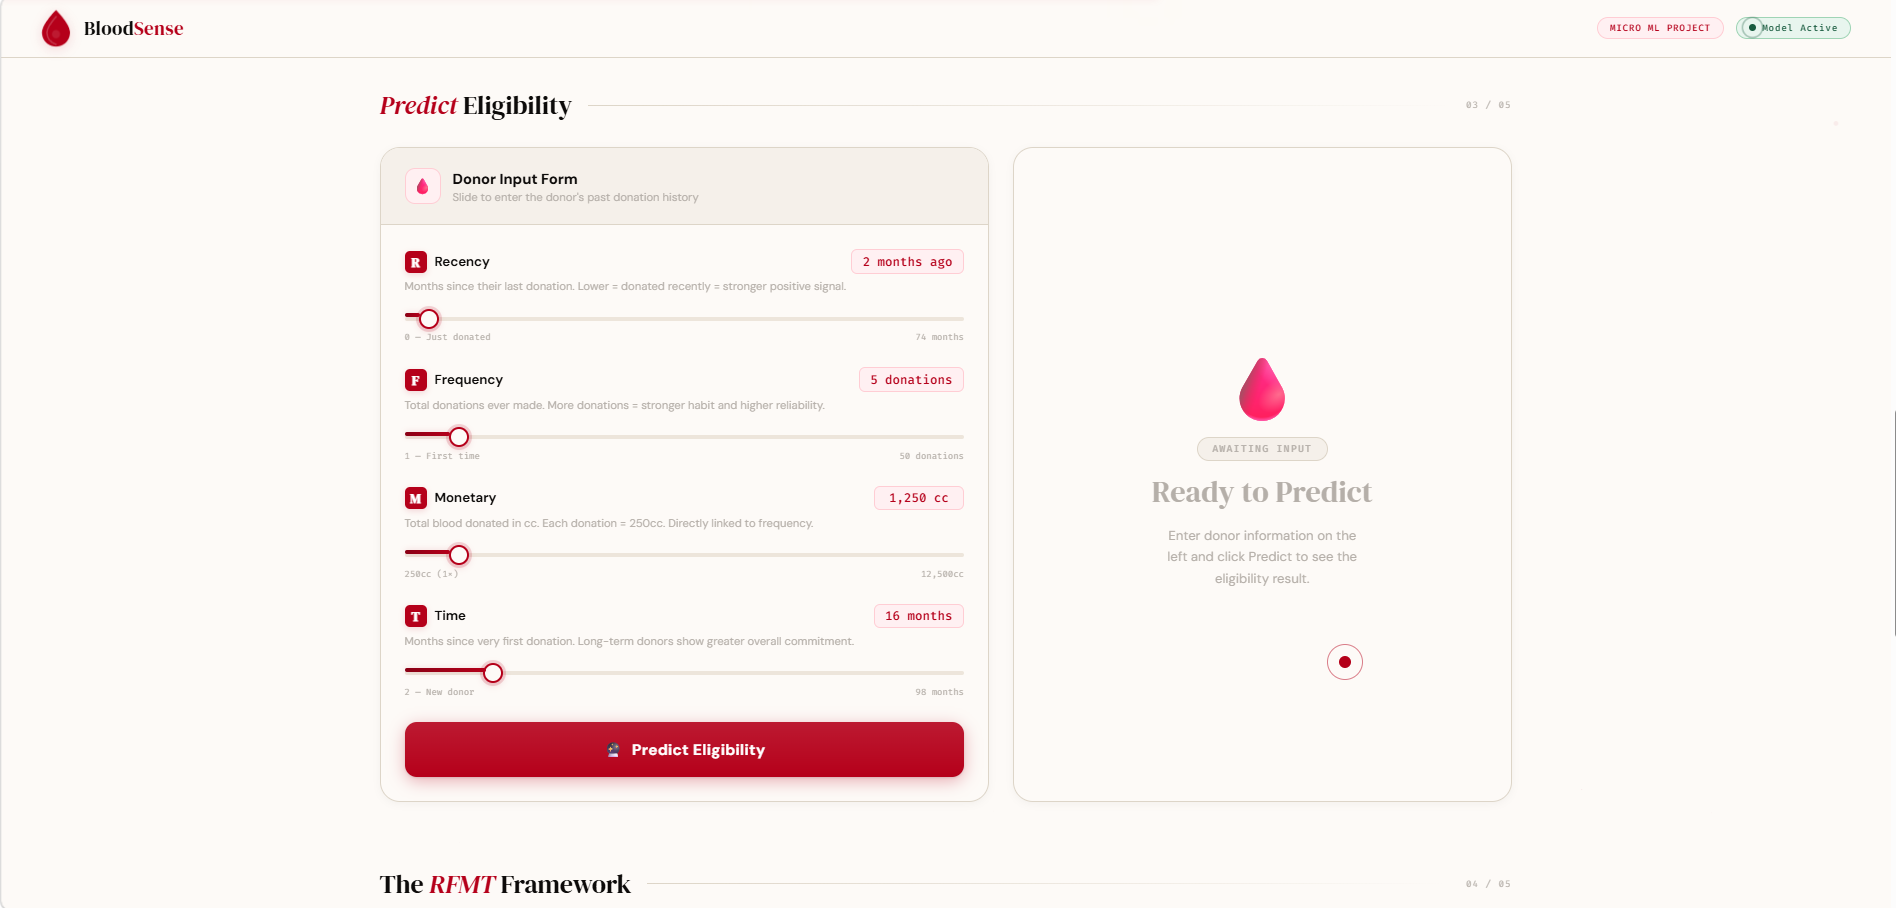 BloodSense
MICRO ML PROJECT
Model Active
Predict Eligibility
03 / 05
Donor Input Form
Slide to enter the donor's past donation history
R Recency
2 months ago
Months since their last donation. Lower = donated recently = stronger positive signal.
0 – Just donated
74 months
F Frequency
5 donations
Total donations ever made. More donations = stronger habit and higher reliability.
1 – First time
50 donations
M Monetary
1,250 cc
Total blood donated in cc. Each donation = 250cc. Directly linked to frequency.
250cc (1×)
12,500cc
T Time
16 months
Months since very first donation. Long-term donors show greater overall commitment.
2 – New donor
98 months
Predict Eligibility
AWAITING INPUT
Ready to Predict
Enter donor information on the
left and click Predict to see the
eligibility result.
The RFMT Framework
04 / 05